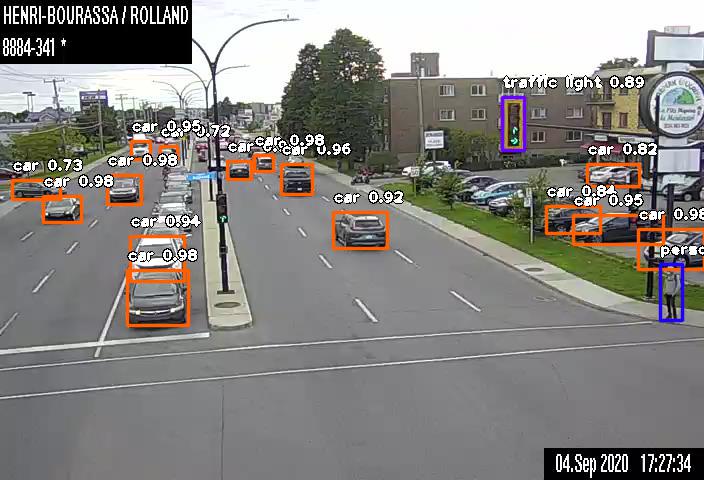 HENRI-BOURASSA / ROLLAND
8884-341 *
traffic light 0.89
car 0.95
0.72
car 0.98
car 0.96
car 0.73
car 0.98
car 0.98
car 0.82
car 0.92
car 0.84
car 0.95
car 0.98
car 0.94
car 0.98
perso
04.Sep 2020 17:27:34